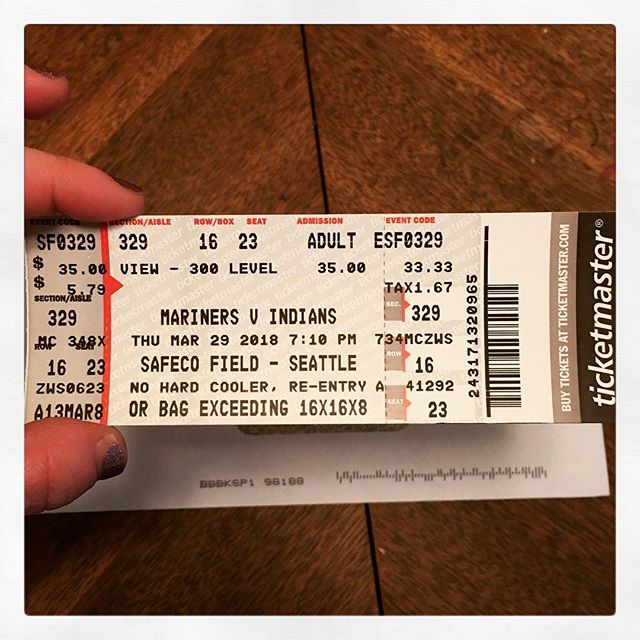 EVENT CODE SECTION/AISLE ROW/BOX SEAT ADMISSION EVENT CODE
SF0329 329 16 23 ADULT ESF0329
$ 35.00 VIEW - 300 LEVEL 35.00 33.33
$ 5.79 TAX1.67
SECTION/AISLE SEC.
329 MARINERS V INDIANS 329
MC 348X THU MAR 29 2018 7:10 PM 734MCZWS
ROW SEAT ROW
16 23 SAFECO FIELD - SEATTLE 16
ZWS0623 NO HARD COOLER, RE-ENTRY A 41292
SEAT
A13MAR8 OR BAG EXCEEDING 16X16X8 23
243171320965
BUY TICKETS AT TICKETMASTER.COM
ticketmaster®
BBBKSP1 98188